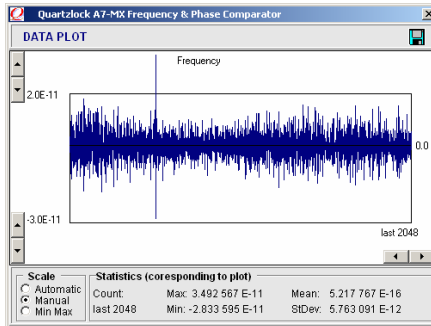 Quartzlock A7-MX Frequency & Phase Comparator
DATA PLOT
Frequency
2.0E-11
0.0
-3.0E-11
last 2048
Scale
Automatic
Manual
Min Max
Statistics (coresponding to plot)
Count: Max: 3.492 567 E-11 Mean: 5.217 767 E-16
last 2048 Min: -2.833 595 E-11 StDev: 5.763 091 E-12